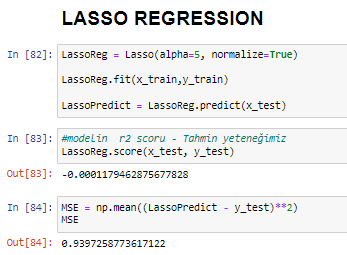 LASSO REGRESSION
In [82]: LassoReg = Lasso(alpha=5, normalize=True)
LassoReg.fit(x_train,y_train)
LassoPredict = LassoReg.predict(x_test)
In [83]: #modelin r2 scoru - Tahmin yeteneğimiz
LassoReg.score(x_test, y_test)
Out[83]: -0.0001179462875677828
In [84]: MSE = np.mean((LassoPredict - y_test)**2)
MSE
Out[84]: 0.9397258773617122